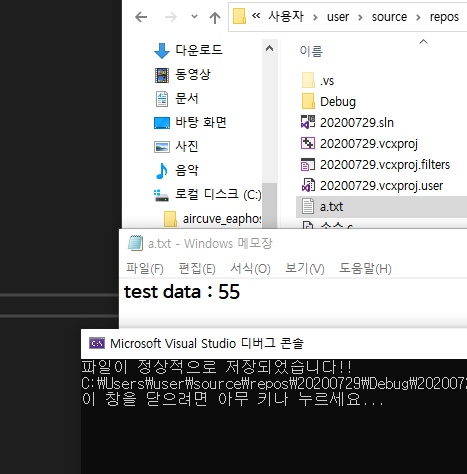 « 사용자 > user > source > repos
이름
다운로드
동영상
문서
바탕 화면
사진
음악
로컬 디스크 (C:)
aircuve_eaphos
.vs
Debug
20200729.sln
20200729.vcxproj
20200729.vcxproj.filters
20200729.vcxproj.user
a.txt
소스.c
a.txt - Windows 메모장
파일(F) 편집(E) 서식(O) 보기(V) 도움말(H)
test data : 55
Microsoft Visual Studio 디버그 콘솔
파일이 정상적으로 저장되었습니다!!
C:₩Users₩user₩source₩repos₩20200729₩Debug₩2020072
이 창을 닫으려면 아무 키나 누르세요...